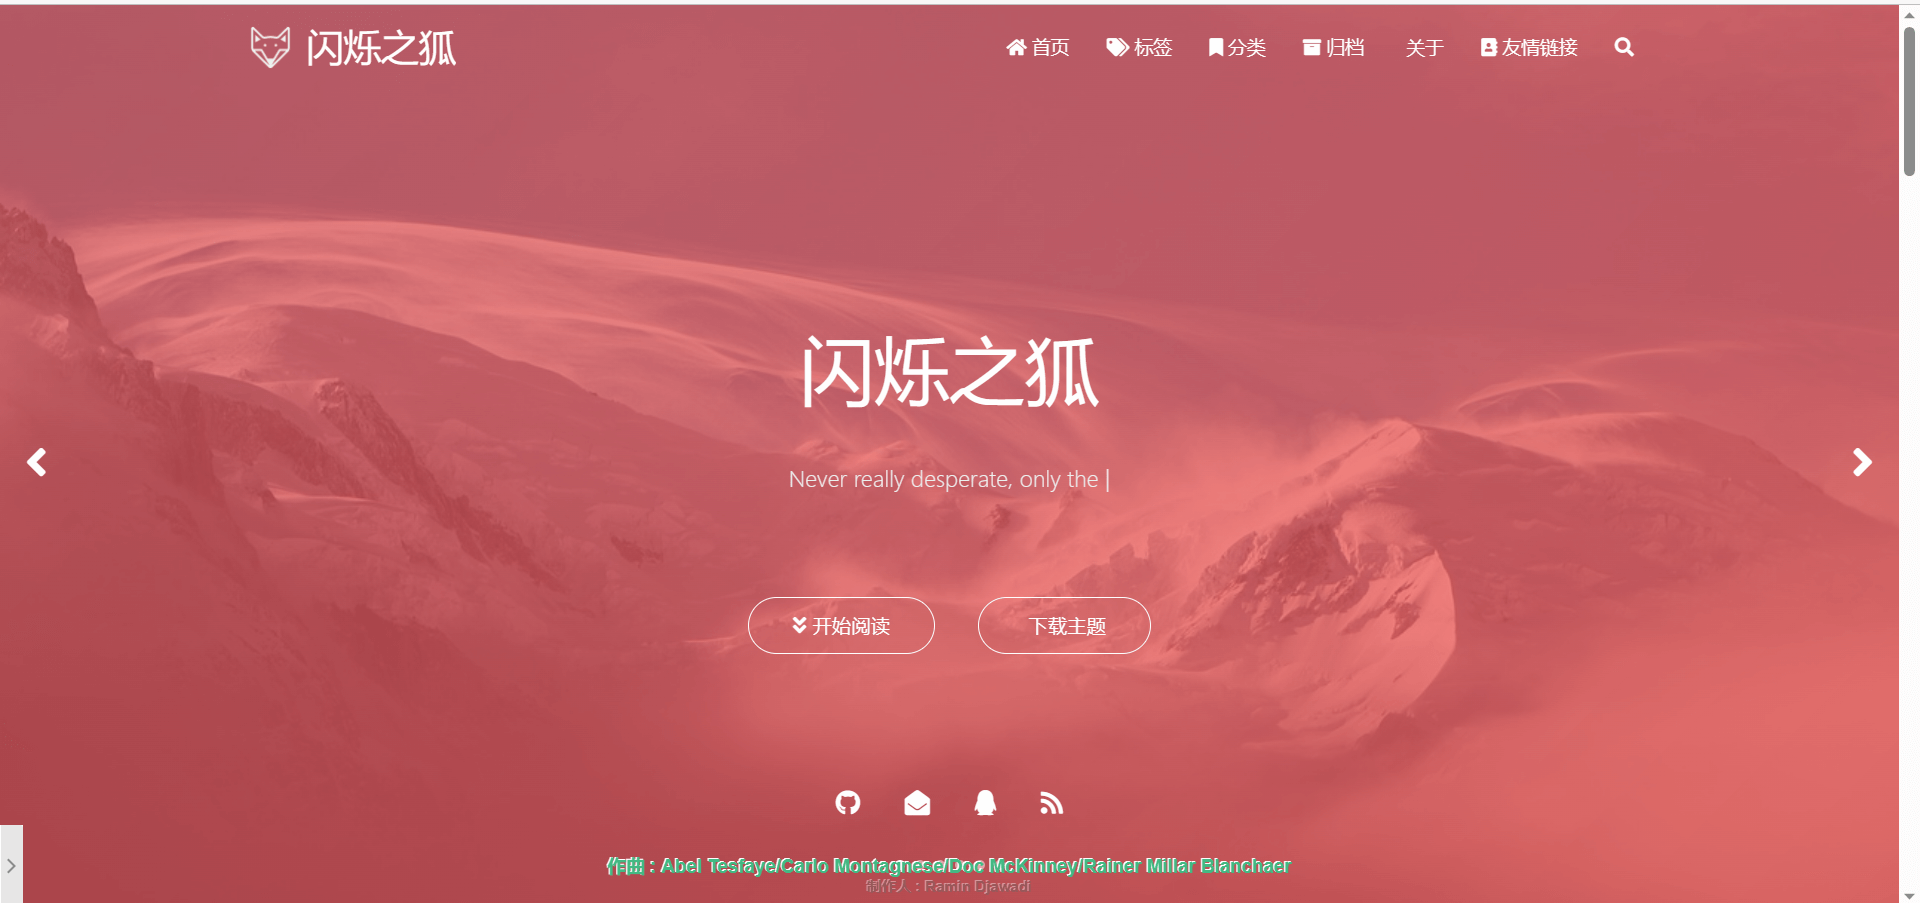 闪烁之狐
首页 标签 分类 归档 关于 友情链接
闪烁之狐
Never really desperate, only the
开始阅读 下载主题
作曲 : Abel Tesfaye/Carlo Montagnese/Doc McKinney/Rainer Millar Blanchaer
制作人 : Ramin Djawadi